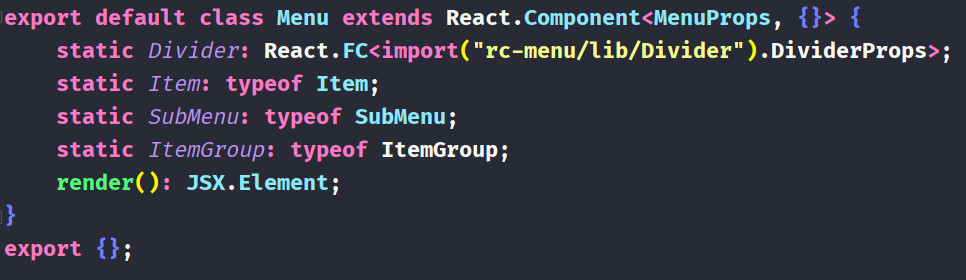 export default class Menu extends React.Component<MenuProps, {}> {
    static Divider: React.FC<import("rc-menu/lib/Divider").DividerProps>;
    static Item: typeof Item;
    static SubMenu: typeof SubMenu;
    static ItemGroup: typeof ItemGroup;
    render(): JSX.Element;
}
export {};